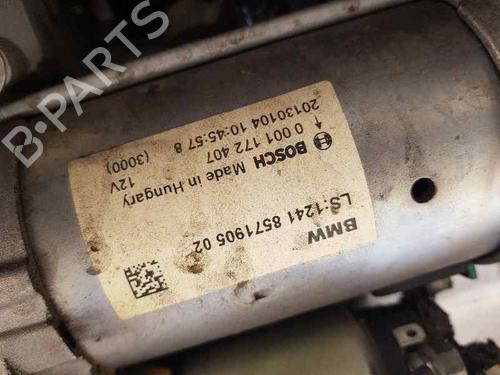 BMW
LS:1241 8571905 02
BOSCH Made in Hungary
0 001 172 407 12V
20130104 10:45:57 8 (3000)